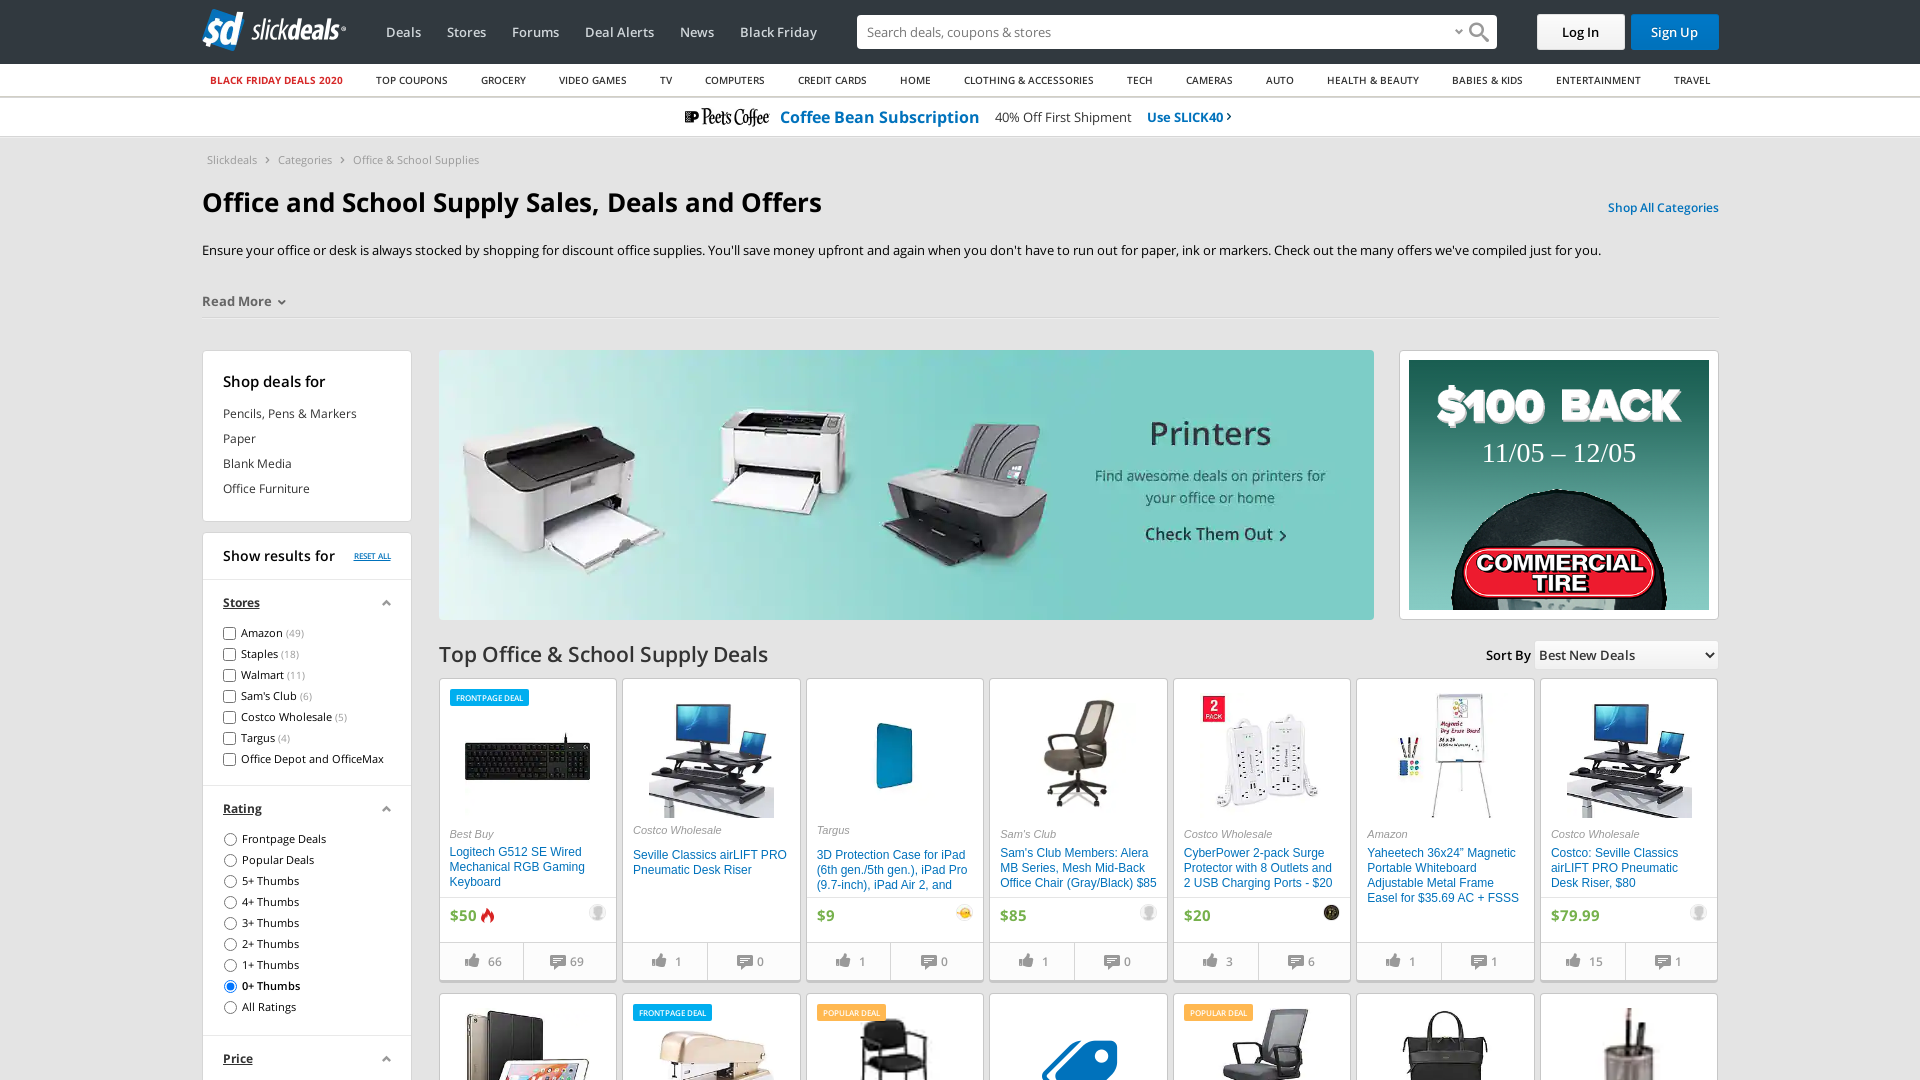 slickdeals
Deals
Stores
Forums
Deal Alerts
News
Black Friday
Search deals, coupons & stores
Log In
Sign Up
BLACK FRIDAY DEALS 2020
TOP COUPONS
GROCERY
VIDEO GAMES
TV
COMPUTERS
CREDIT CARDS
HOME
CLOTHING & ACCESSORIES
TECH
CAMERAS
AUTO
HEALTH & BEAUTY
BABIES & KIDS
ENTERTAINMENT
TRAVEL
Peet's Coffee
Coffee Bean Subscription
40% Off First Shipment
Use SLICK40
Slickdeals
Categories
Office & School Supplies
Office and School Supply Sales, Deals and Offers
Shop All Categories
Ensure your office or desk is always stocked by shopping for discount office supplies. You'll save money upfront and again when you don't have to run out for paper, ink or markers. Check out the many offers we've compiled just for you.
Read More
Shop deals for
Pencils, Pens & Markers
Paper
Blank Media
Office Furniture
Show results for
RESET ALL
Stores
Amazon (49)
Staples (18)
Walmart (11)
Sam's Club (6)
Costco Wholesale (5)
Targus (4)
Office Depot and OfficeMax
Rating
Frontpage Deals
Popular Deals
5+ Thumbs
4+ Thumbs
3+ Thumbs
2+ Thumbs
1+ Thumbs
0+ Thumbs
All Ratings
Price
Printers
Find awesome deals on printers for
your office or home
Check Them Out
$100 BACK
11/05 – 12/05
COMMERCIAL
TIRE
Top Office & School Supply Deals
Sort By
Best New Deals
FRONTPAGE DEAL
Best Buy
Logitech G512 SE Wired
Mechanical RGB Gaming
Keyboard
$50
66
69
Costco Wholesale
Seville Classics airLIFT PRO
Pneumatic Desk Riser
1
0
Targus
3D Protection Case for iPad
(6th gen./5th gen.), iPad Pro
(9.7-inch), iPad Air 2, and
$9
1
0
Sam's Club
Sam's Club Members: Alera
MB Series, Mesh Mid-Back
Office Chair (Gray/Black) $85
$85
1
0
2
PACK
Costco Wholesale
CyberPower 2-pack Surge
Protector with 8 Outlets and
2 USB Charging Ports - $20
$20
3
6
Magnetic
Dry Erase Board
36 x 24
Amazon
Yaheetech 36x24” Magnetic
Portable Whiteboard
Adjustable Metal Frame
Easel for $35.69 AC + FSSS
1
1
Costco Wholesale
Costco: Seville Classics
airLIFT PRO Pneumatic
Desk Riser, $80
$79.99
15
1
FRONTPAGE DEAL
POPULAR DEAL
POPULAR DEAL